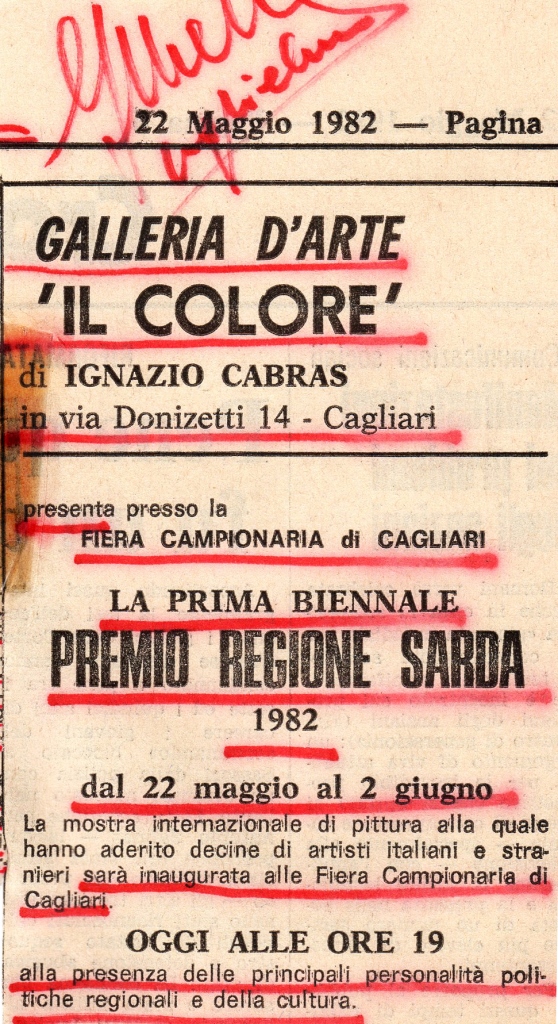 22 Maggio 1982 — Pagina
GALLERIA D'ARTE
'IL COLORE'
di IGNAZIO CABRAS
in via Donizetti 14 - Cagliari
presenta presso la
FIERA CAMPIONARIA di CAGLIARI
LA PRIMA BIENNALE
PREMIO REGIONE SARDA
1982
dal 22 maggio al 2 giugno
La mostra internazionale di pittura alla quale
hanno aderito decine di artisti italiani e stra-
nieri sarà inaugurata alle Fiera Campionaria di
Cagliari.
OGGI ALLE ORE 19
alla presenza delle principali personalità poli-
tiche regionali e della cultura.